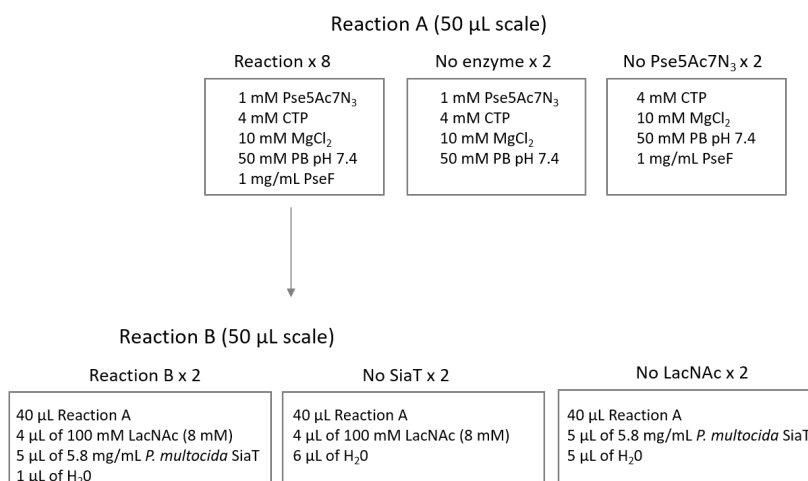 Reaction A (50 µL scale)
Reaction x 8
No enzyme x 2
No Pse5Ac7N₃ x 2
1 mM Pse5Ac7N₃
4 mM CTP
10 mM MgCl₂
50 mM PB pH 7.4
1 mg/mL PseF
1 mM Pse5Ac7N₃
4 mM CTP
10 mM MgCl₂
50 mM PB pH 7.4
4 mM CTP
10 mM MgCl₂
50 mM PB pH 7.4
1 mg/mL PseF
Reaction B (50 µL scale)
Reaction B x 2
No SiaT x 2
No LacNAc x 2
40 µL Reaction A
4 µL of 100 mM LacNAc (8 mM)
5 µL of 5.8 mg/mL P. multocida SiaT
1 µL of H₂0
40 µL Reaction A
4 µL of 100 mM LacNAc (8 mM)
6 µL of H₂0
40 µL Reaction A
5 µL of 5.8 mg/mL P. multocida SiaT
5 µL of H₂0